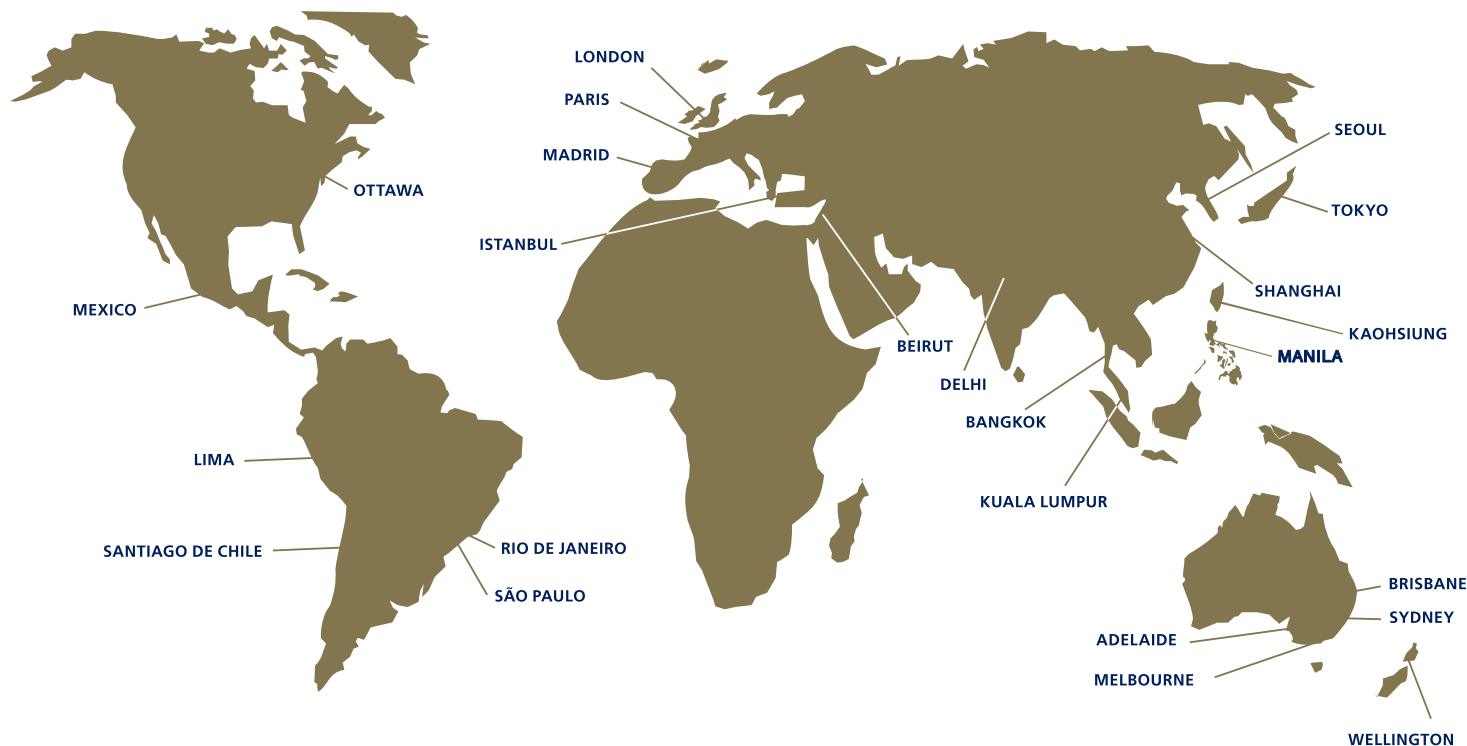 LONDON
PARIS
SEOUL
MADRID
OTTAWA
TOKYO
ISTANBUL
SHANGHAI
MEXICO
KAOHSIUNG
BEIRUT
MANILA
DELHI
BANGKOK
LIMA
KUALA LUMPUR
RIO DE JANEIRO
SANTIAGO DE CHILE
BRISBANE
SÃO PAULO
SYDNEY
ADELAIDE
MELBOURNE
WELLINGTON